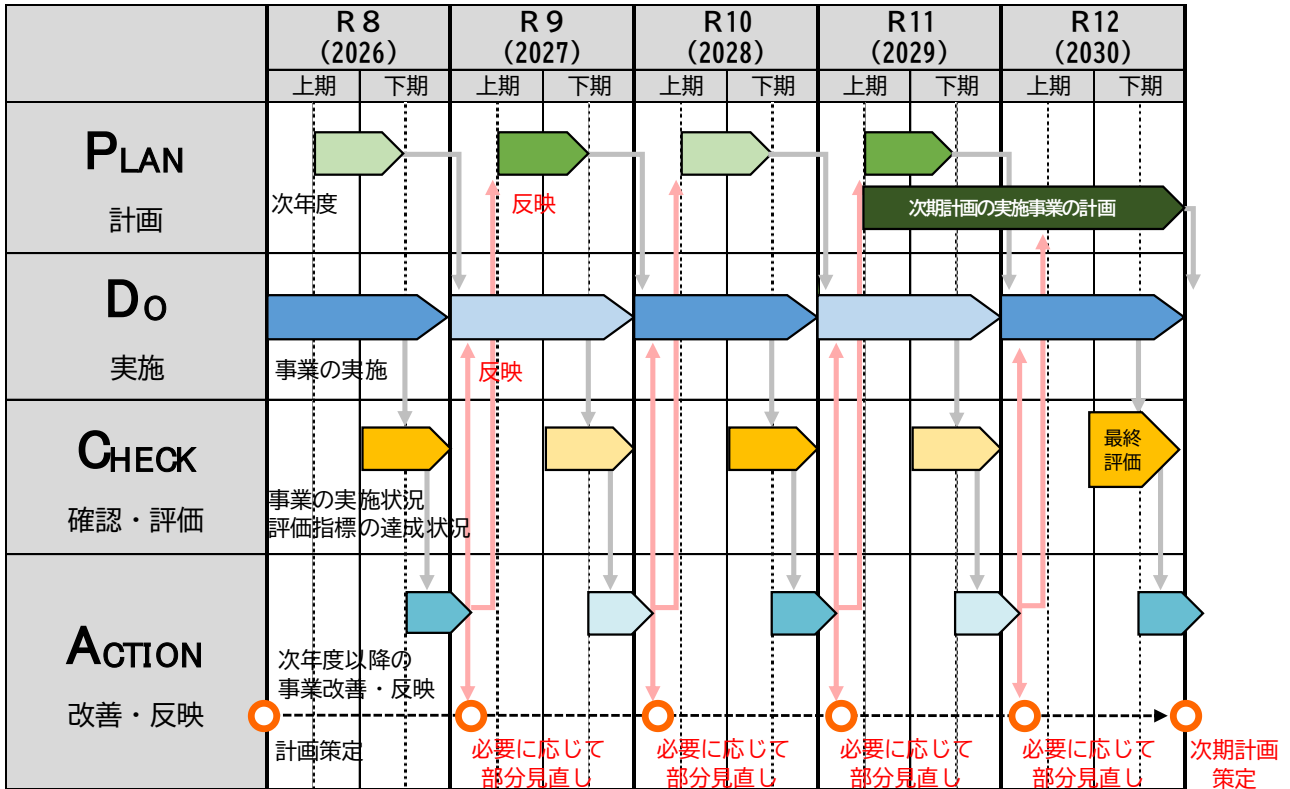 R8
(2026)
R9
(2027)
R10
(2028)
R11
(2029)
R12
(2030)
上期
下期
上期
下期
上期
下期
上期
下期
上期
下期
PLAN
計画
次年度
反映
次期計画の実施事業の計画
DO
実施
事業の実施
反映
CHECK
確認・評価
事業の実施状況
評価指標の達成状況
最終
評価
ACTION
改善・反映
次年度以降の
事業改善・反映
計画策定
必要に応じて
部分見直し
必要に応じて
部分見直し
必要に応じて
部分見直し
必要に応じて
部分見直し
次期計画
策定